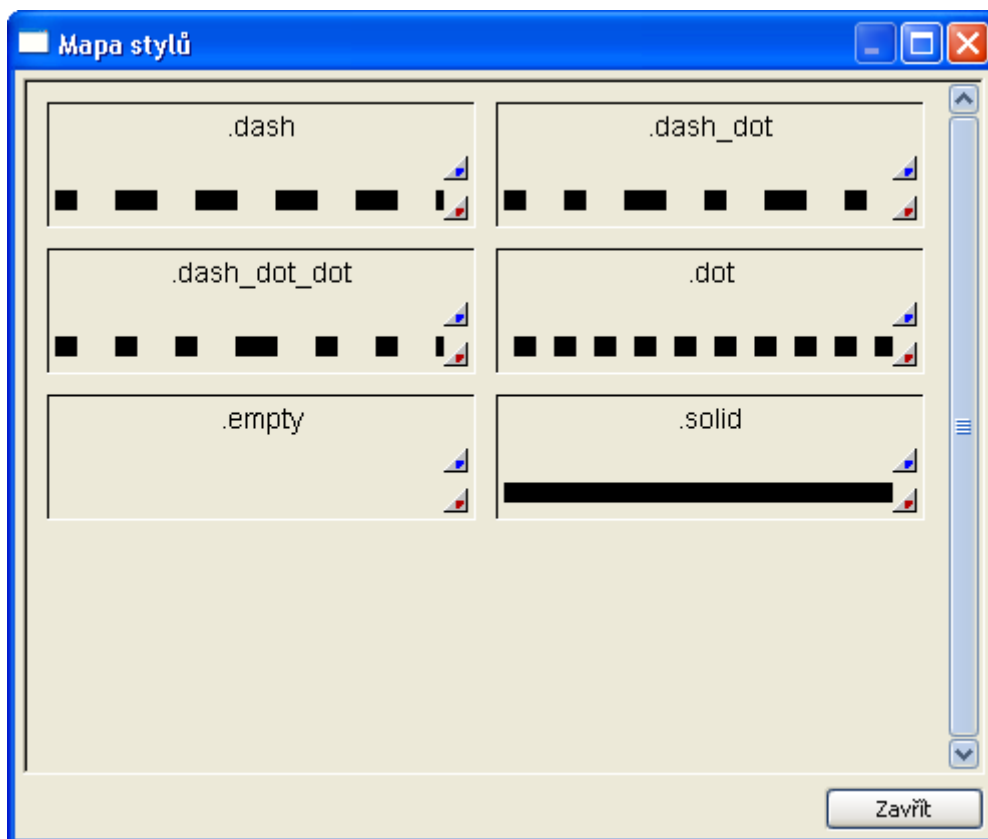 Mapa stylů
.dash
.dash_dot
.dash_dot_dot
.dot
.empty
.solid
Zavřít